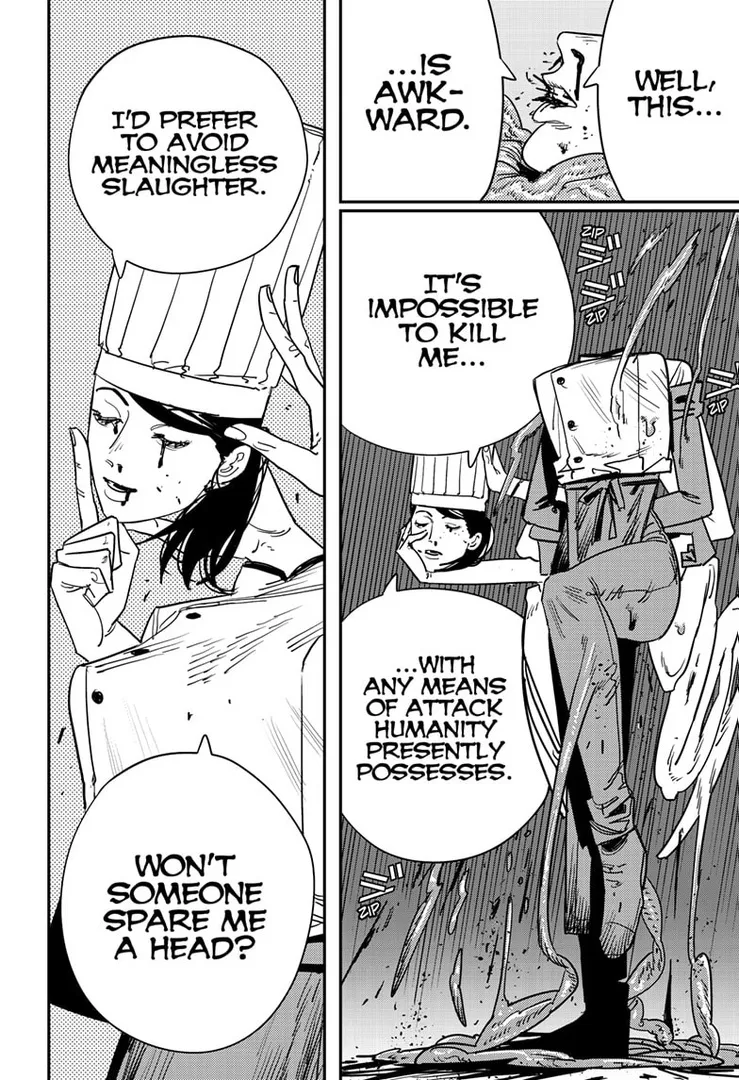 WELL,
THIS...
...IS
AWK-
WARD.
ZIP
ZIP
IT'S
IMPOSSIBLE
TO KILL
ME...
ZIP
ZIP
...WITH
ANY MEANS
OF ATTACK
HUMANITY
PRESENTLY
POSSESSES.
ZIP
I'D PREFER
TO AVOID
MEANINGLESS
SLAUGHTER.
WON'T
SOMEONE
SPARE ME
A HEAD?